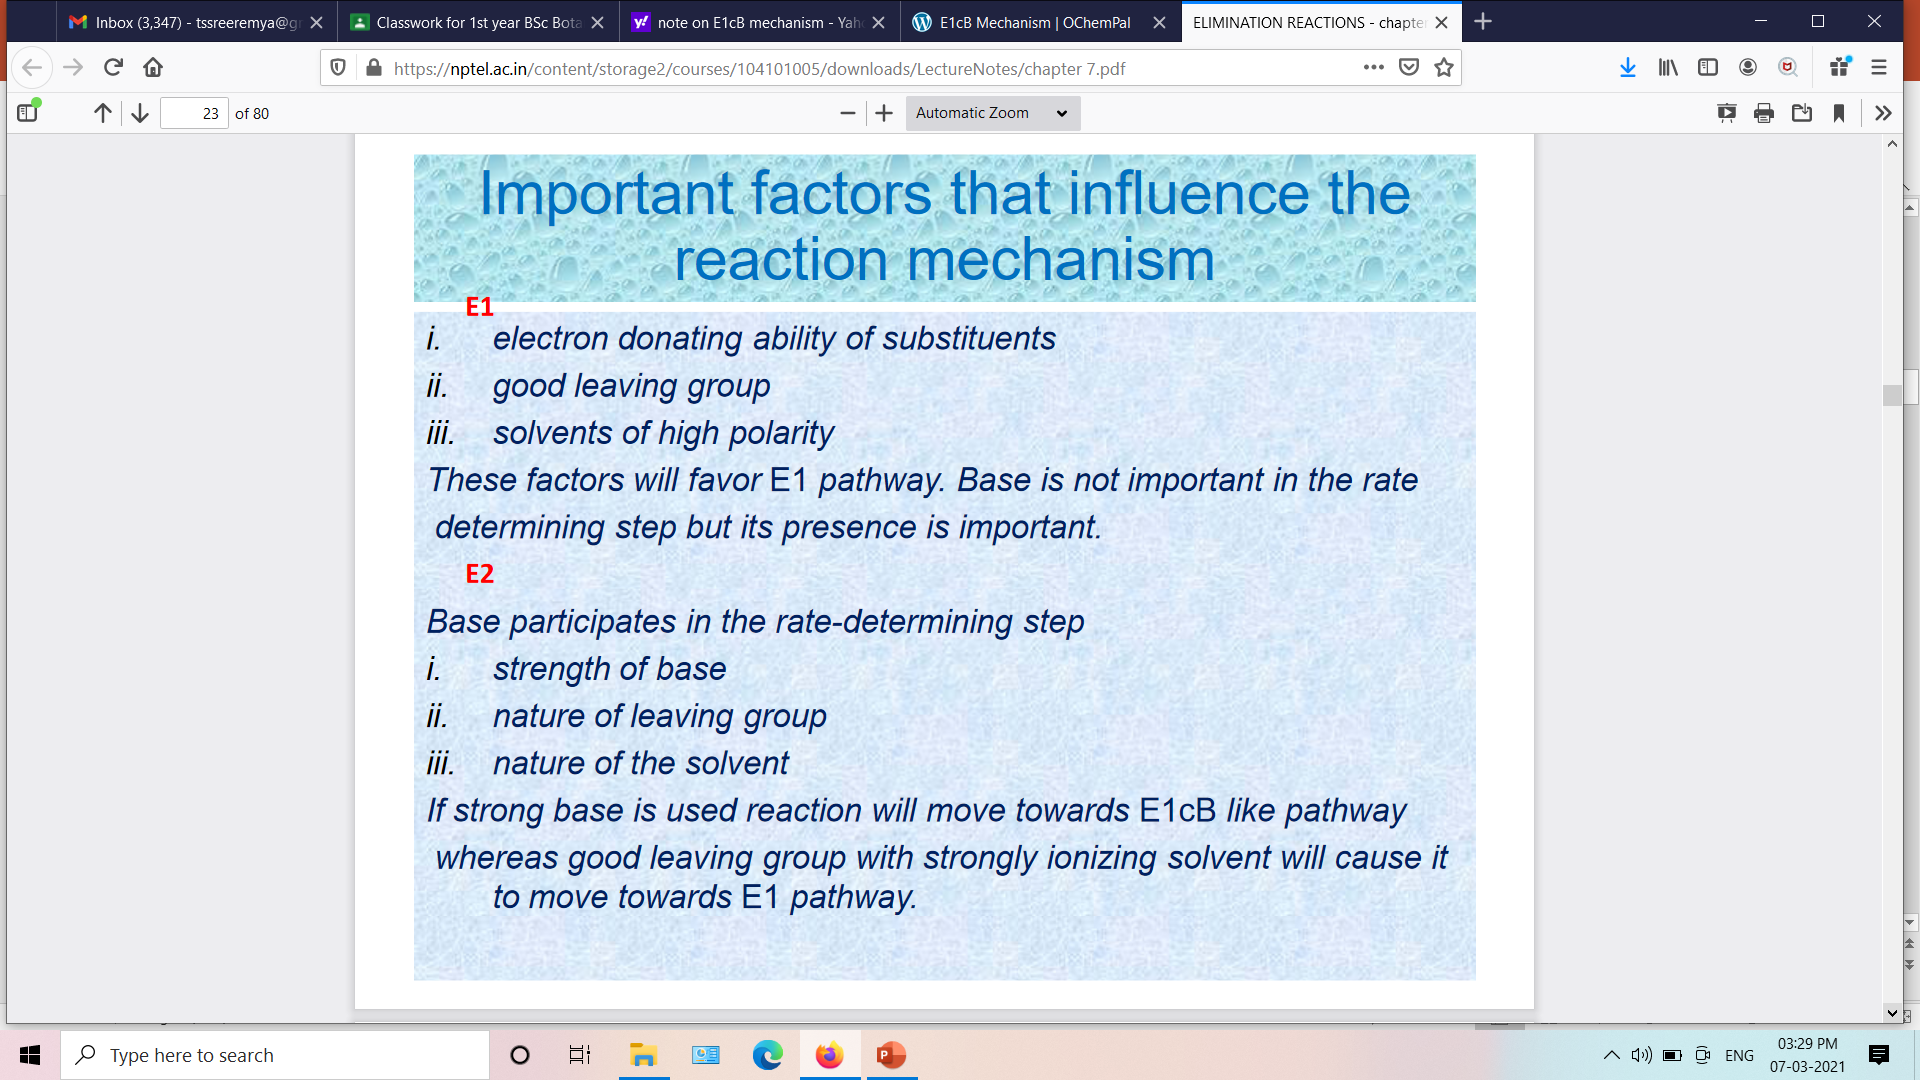 Inbox (3,347) - tssreeremya@g
Classwork for 1st year BSc Bota
note on E1cB mechanism - Yah
E1cB Mechanism | OChemPal
ELIMINATION REACTIONS - chapte
https://nptel.ac.in/content/storage2/courses/104101005/downloads/LectureNotes/chapter 7.pdf
23 of 80
Automatic Zoom
Important factors that influence the
reaction mechanism
E1
i. electron donating ability of substituents
ii. good leaving group
iii. solvents of high polarity
These factors will favor E1 pathway. Base is not important in the rate
determining step but its presence is important.
E2
Base participates in the rate-determining step
i. strength of base
ii. nature of leaving group
iii. nature of the solvent
If strong base is used reaction will move towards E1cB like pathway
whereas good leaving group with strongly ionizing solvent will cause it
to move towards E1 pathway.
Type here to search
ENG
03:29 PM
07-03-2021